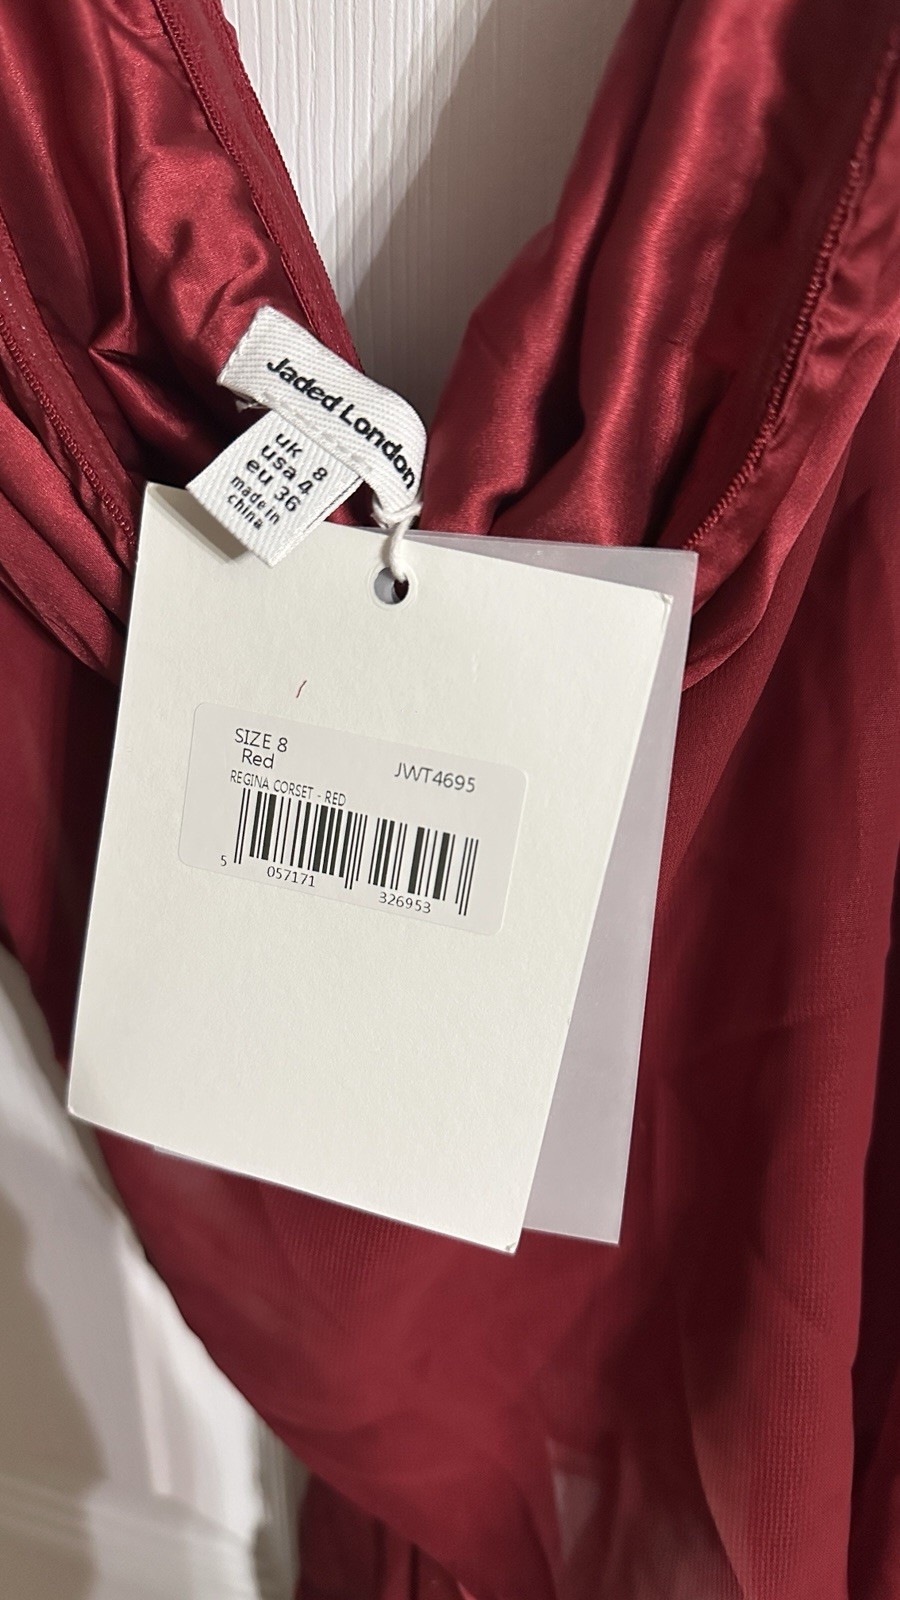 Jaded London
uk 8
usa 4
eu 36
made in
china
SIZE 8
Red
JWT4695
REGINA CORSET - RED
5 057171 326953